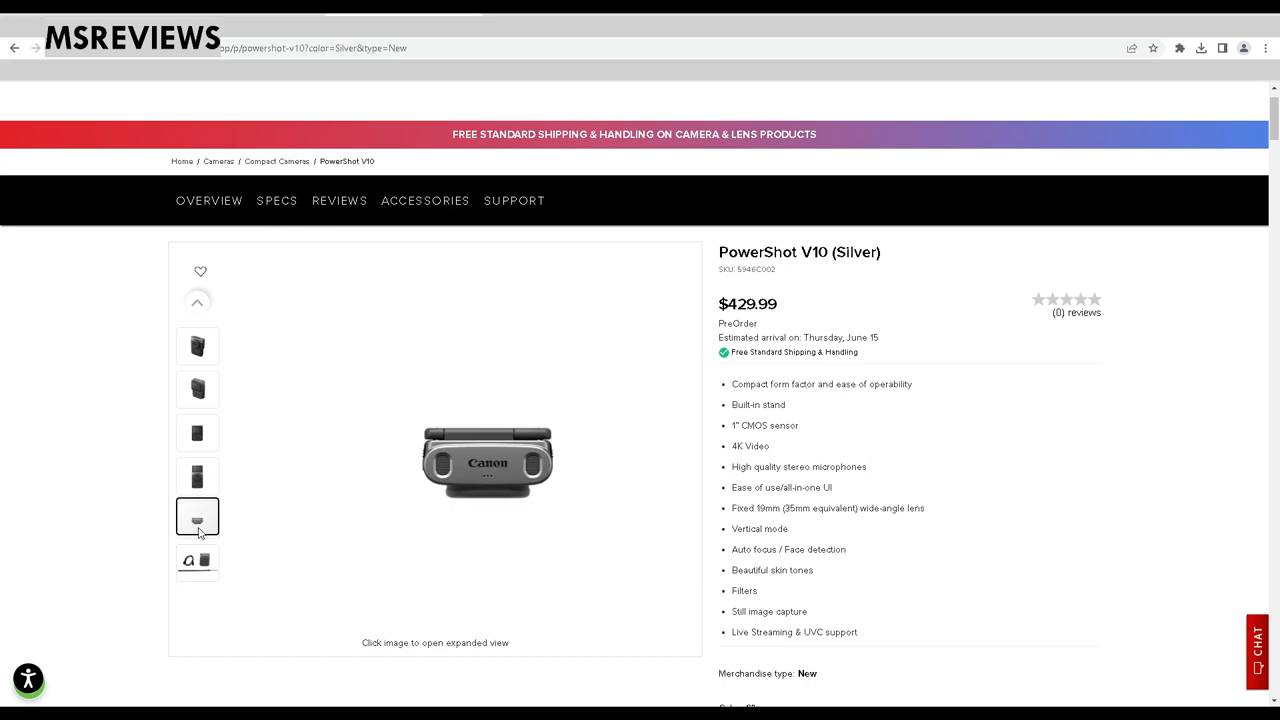 MSREVIEWS
pp/p/powershot-v10?color=Silver&type=New
FREE STANDARD SHIPPING & HANDLING ON CAMERA & LENS PRODUCTS
Home / Cameras / Compact Cameras / PowerShot V10
OVERVIEW SPECS REVIEWS ACCESSORIES SUPPORT
PowerShot V10 (Silver)
SKU: 5946C002
$429.99
(0) reviews
PreOrder
Estimated arrival on: Thursday, June 15
Free Standard Shipping & Handling
• Compact form factor and ease of operability
• Built-in stand
• 1" CMOS sensor
• 4K Video
• High quality stereo microphones
• Ease of use/all-in-one UI
• Fixed 19mm (35mm equivalent) wide-angle lens
• Vertical mode
• Auto focus / Face detection
• Beautiful skin tones
• Filters
• Still image capture
• Live Streaming & UVC support
Canon
Click image to open expanded view
Merchandise type: New
CHAT